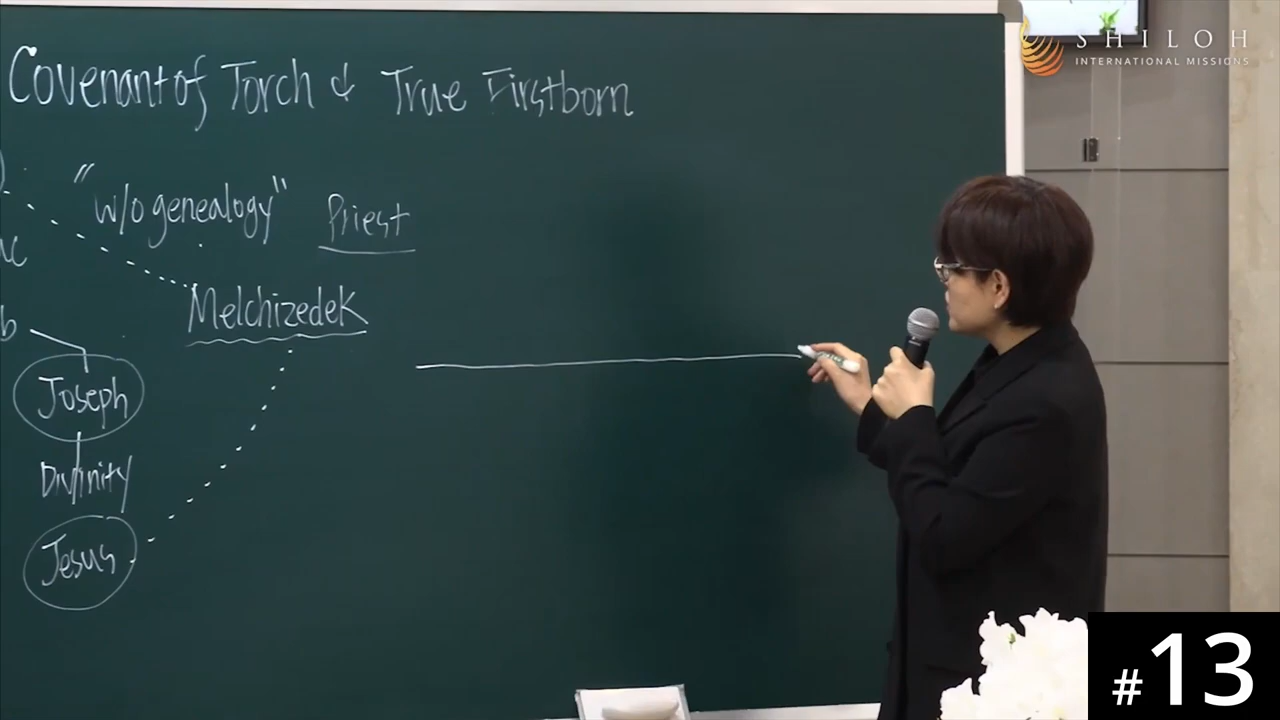 SHILOH
INTERNATIONAL MISSIONS
Covenant of Torch & True Firstborn
"w/o genealogy" Priest
Melchizedek
Joseph
Divinity
Jesus
#13